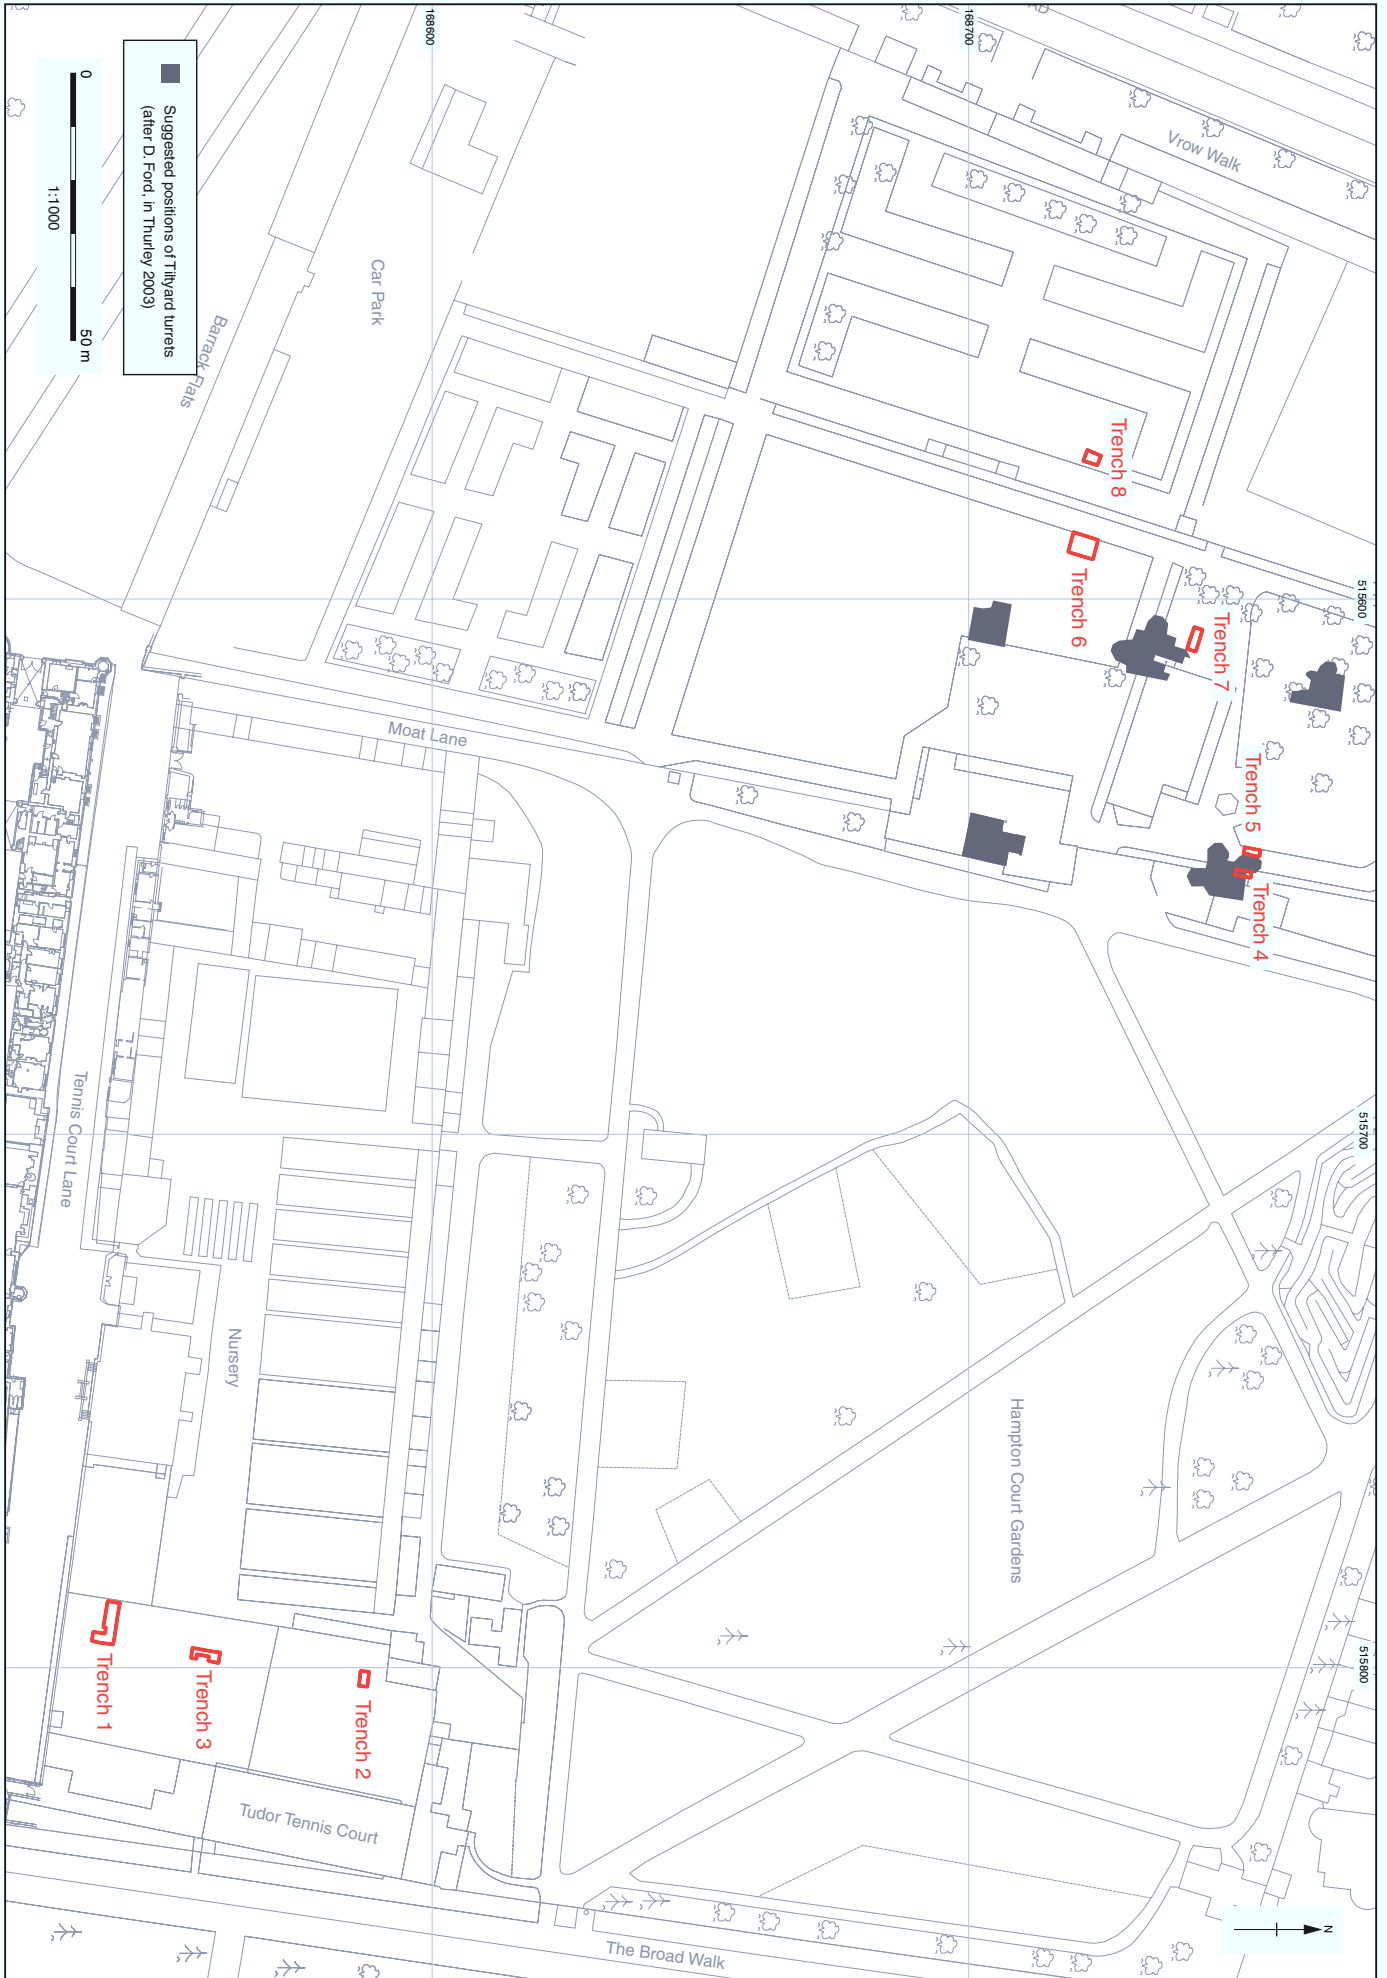 515600
515700
515800
168700
168600
Vrow Walk
Trench 8
Trench 6
Trench 7
Trench 5
Trench 4
Car Park
Barrack Flats
Moat Lane
Tennis Court Lane
Nursery
Hampton Court Gardens
Trench 1
Trench 3
Trench 2
Tudor Tennis Court
The Broad Walk
N
Suggested positions of Tiltyard turrets
(after D. Ford, in Thurley 2003)
0
50 m
1:1000